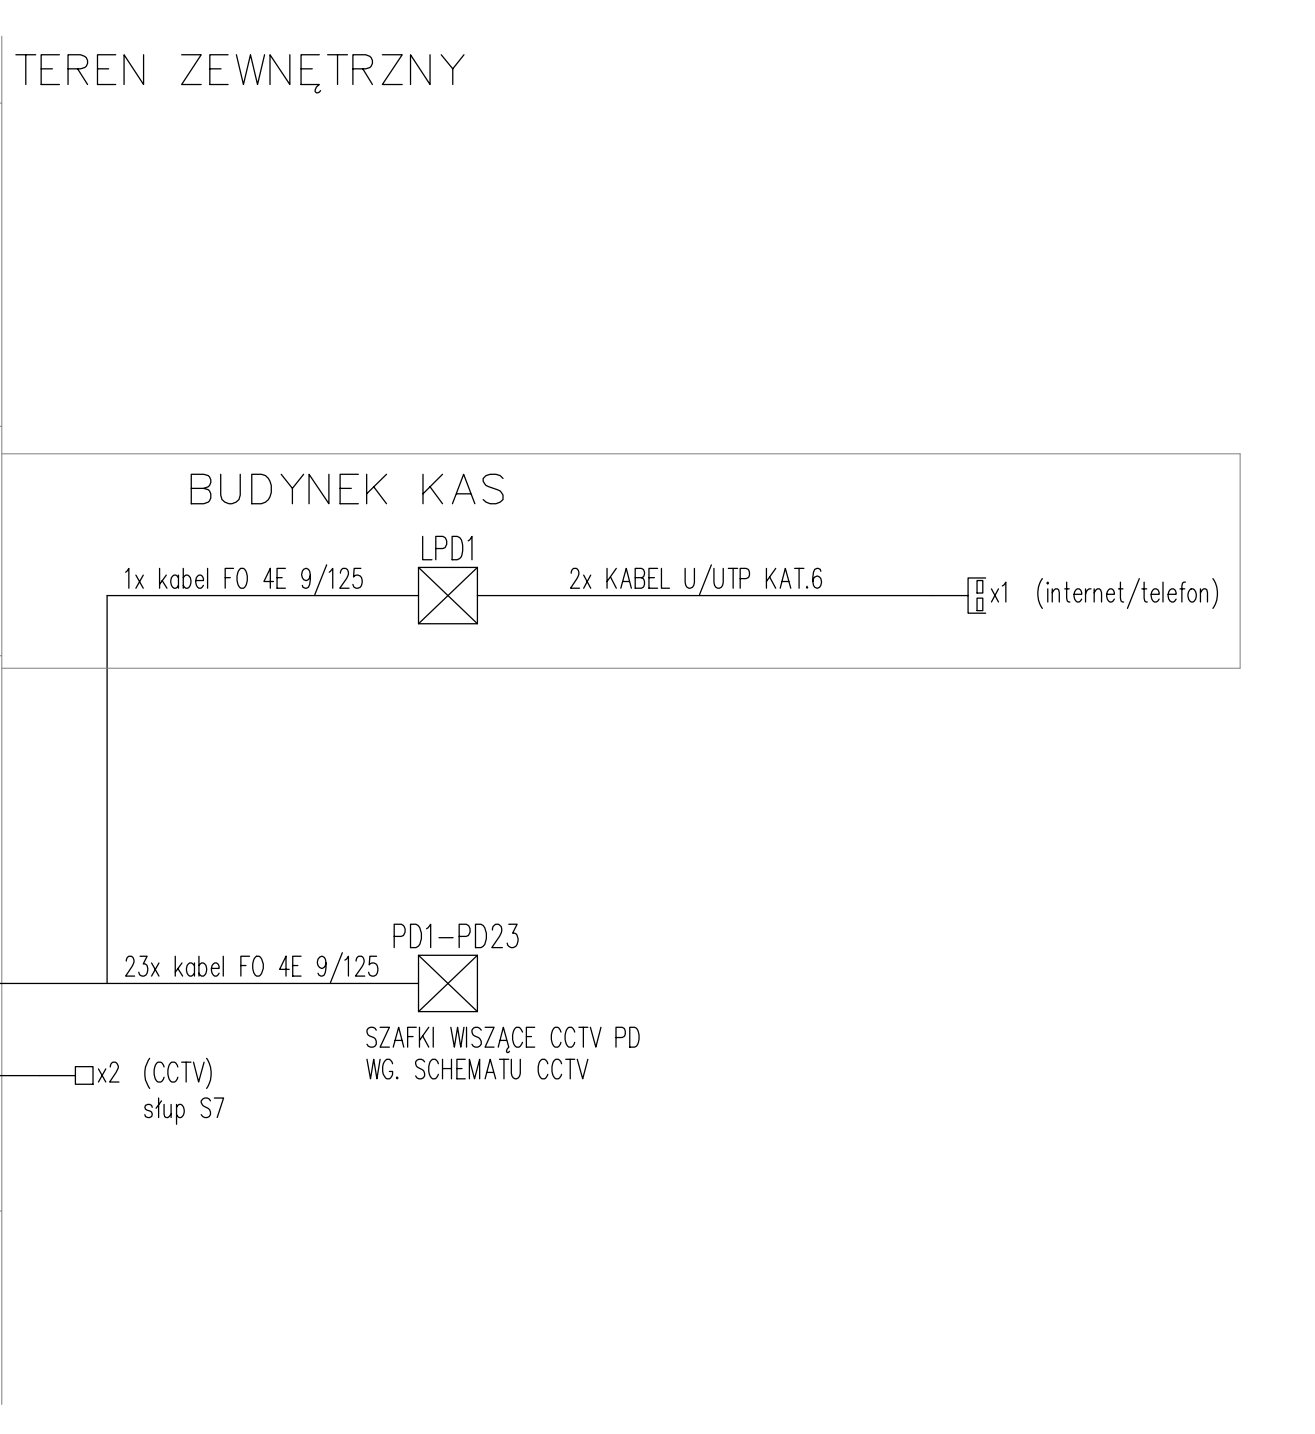 TEREN ZEWNĘTRZNY
BUDYNEK KAS
LPD1
1x kabel FO 4E 9/125
2x KABEL U/UTP KAT.6
x1 (internet/telefon)
PD1-PD23
23x kabel FO 4E 9/125
SZAFKI WISZĄCE CCTV PD
WG. SCHEMATU CCTV
x2 (CCTV)
słup S7